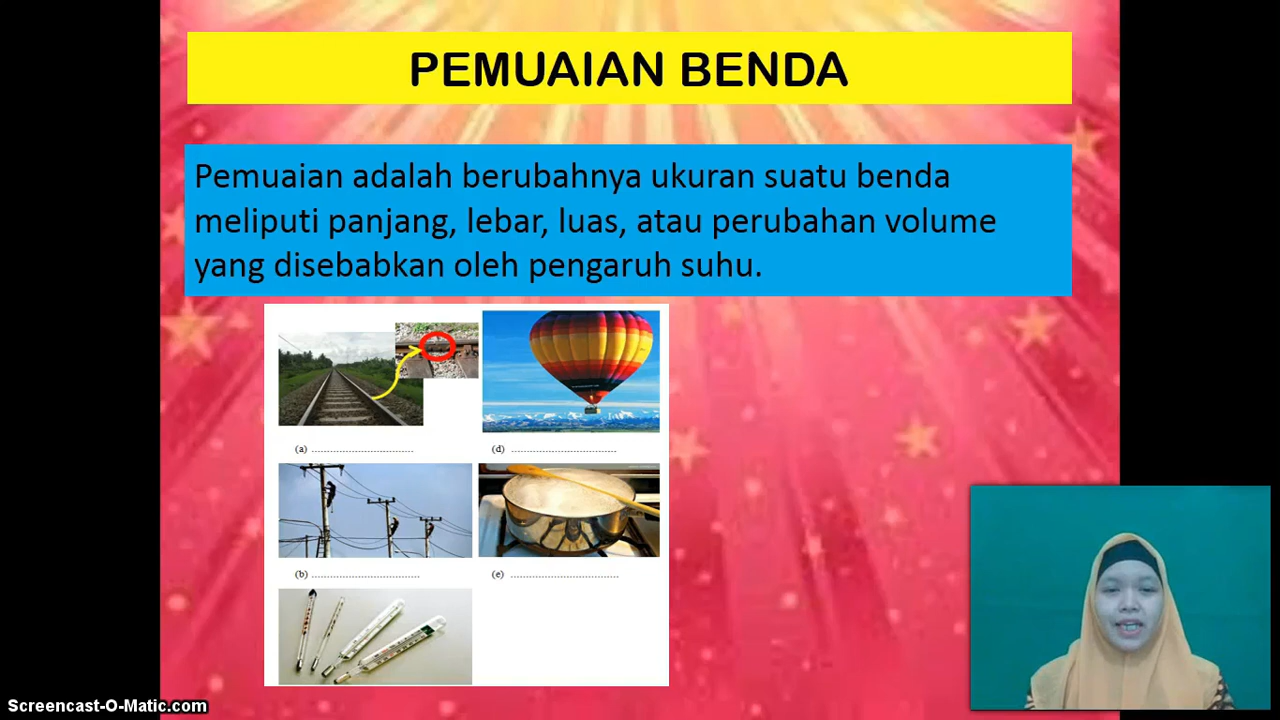 PEMUAIAN BENDA
Pemuaian adalah berubahnya ukuran suatu benda
meliputi panjang, lebar, luas, atau perubahan volume
yang disebabkan oleh pengaruh suhu.
(a) ..................................
(d) ...................................
(b) ....................................
(e) ....................................
Screencast-O-Matic.com